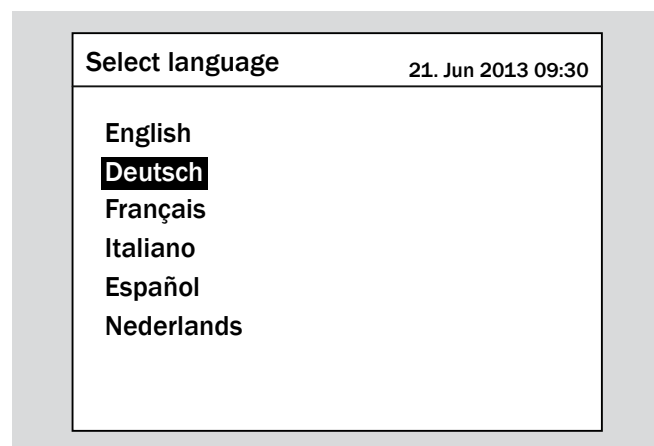 Select language
21. Jun 2013 09:30
English
Deutsch
Français
Italiano
Español
Nederlands